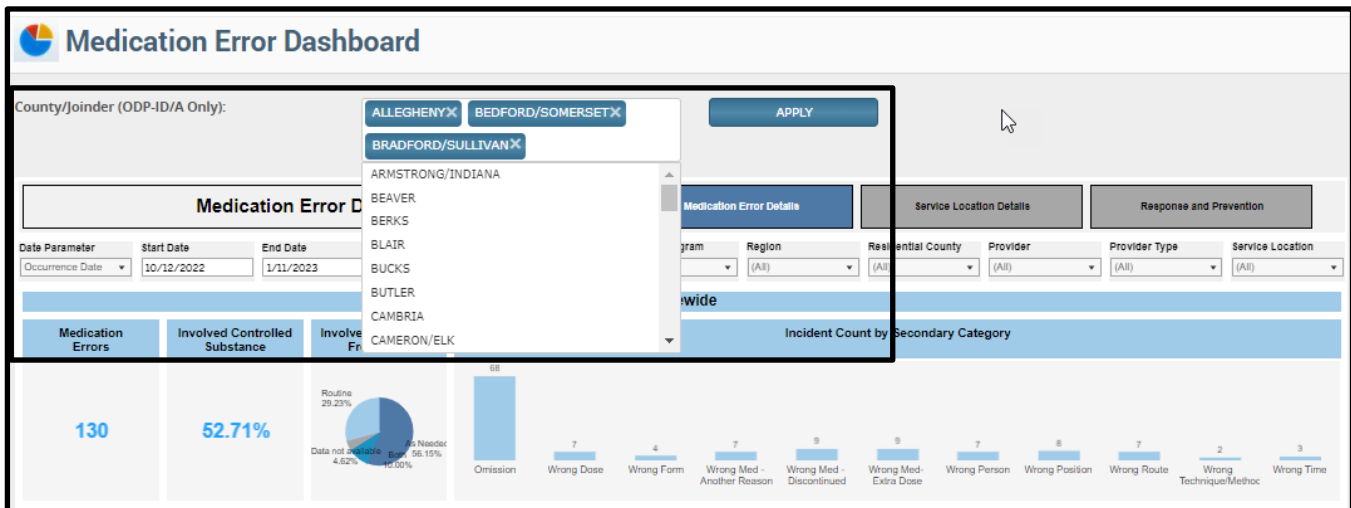 Medication Error Dashboard
County/Joinder (ODP-ID/A Only):
ALLEGHENY BEDFORD/SOMERSET
BRADFORD/SULLIVAN
APPLY
ARMSTRONG/INDIANA
BEAVER
BERKS
BLAIR
BUCKS
BUTLER
CAMBRIA
CAMERON/ELK
Medication Error D
Medication Error Details
Service Location Details
Response and Prevention
Date Parameter Start Date End Date gram Region Residential County Provider Provider Type Service Location
Occurrence Date 10/12/2022 1/11/2023 (All) (All) (All) (All) (All)
wide
Medication
Errors
Involved Controlled
Substance
Involve
Fr
Incident Count by Secondary Category
130
52.71%
Routine
29.23%
As Needed
56.15%
Data not available
4.62%
Both
10.00%
68 7 4 7 9 9 7 8 7 2 3
Omission
Wrong Dose
Wrong Form
Wrong Med -
Another Reason
Wrong Med -
Discontinued
Wrong Med-
Extra Dose
Wrong Person
Wrong Position
Wrong Route
Wrong
Technique/Methoc
Wrong Time